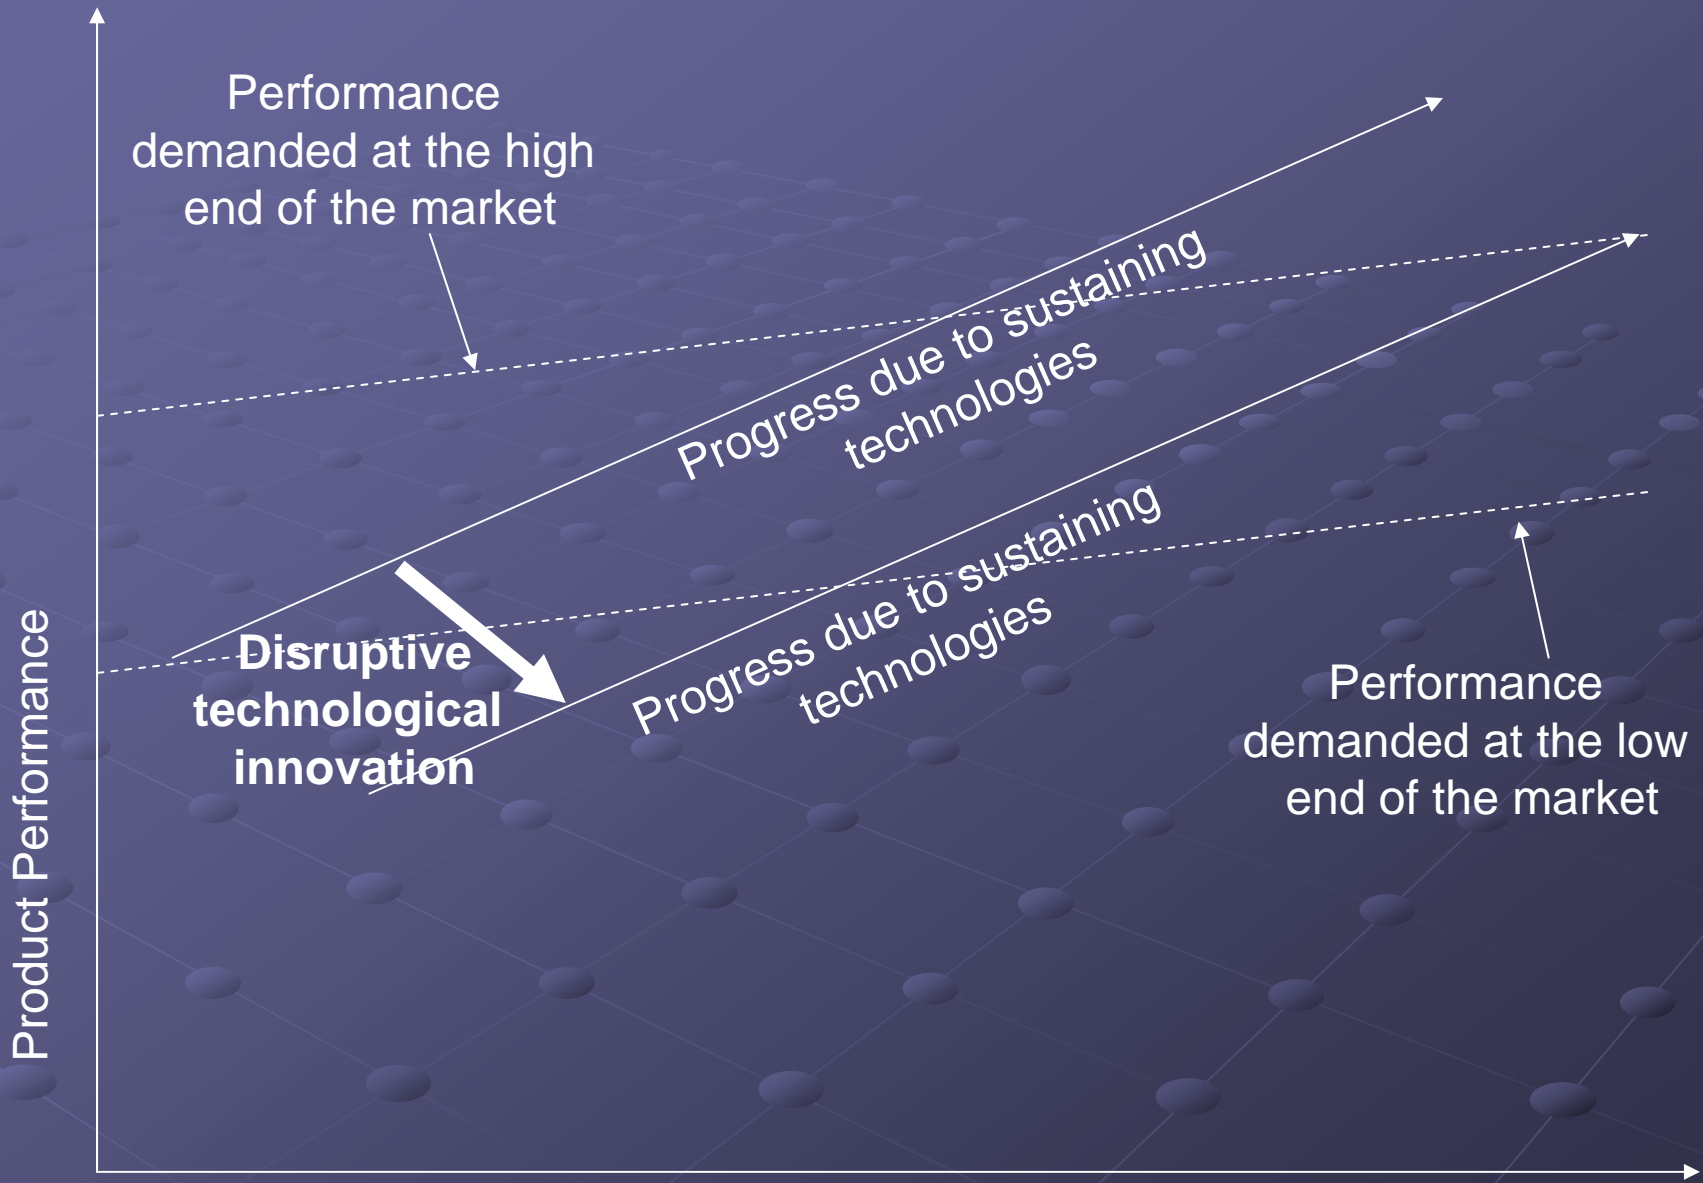 Performance
demanded at the high
end of the market
Progress due to sustaining
technologies
Progress due to sustaining
technologies
Disruptive
technological
innovation
Performance
demanded at the low
end of the market
Product Performance